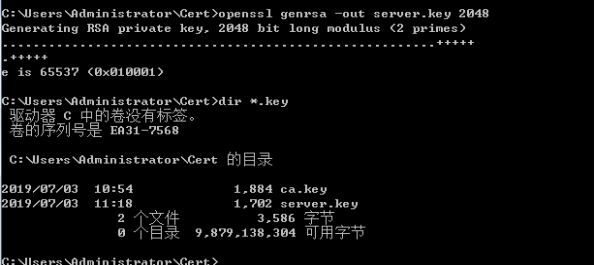 C:\Users\Administrator\Cert>openssl genrsa -out server.key 2048
Generating RSA private key, 2048 bit long modulus (2 primes)
.......................................................+++++
.+++++
e is 65537 (0x010001)
C:\Users\Administrator\Cert>dir *.key
驱动器 C 中的卷没有标签。
卷的序列号是 EA31-7568
C:\Users\Administrator\Cert 的目录
2019/07/03  10:54             1,884 ca.key
2019/07/03  11:18             1,702 server.key
2 个文件          3,586 字节
0 个目录  9,879,138,304 可用字节
C:\Users\Administrator\Cert>